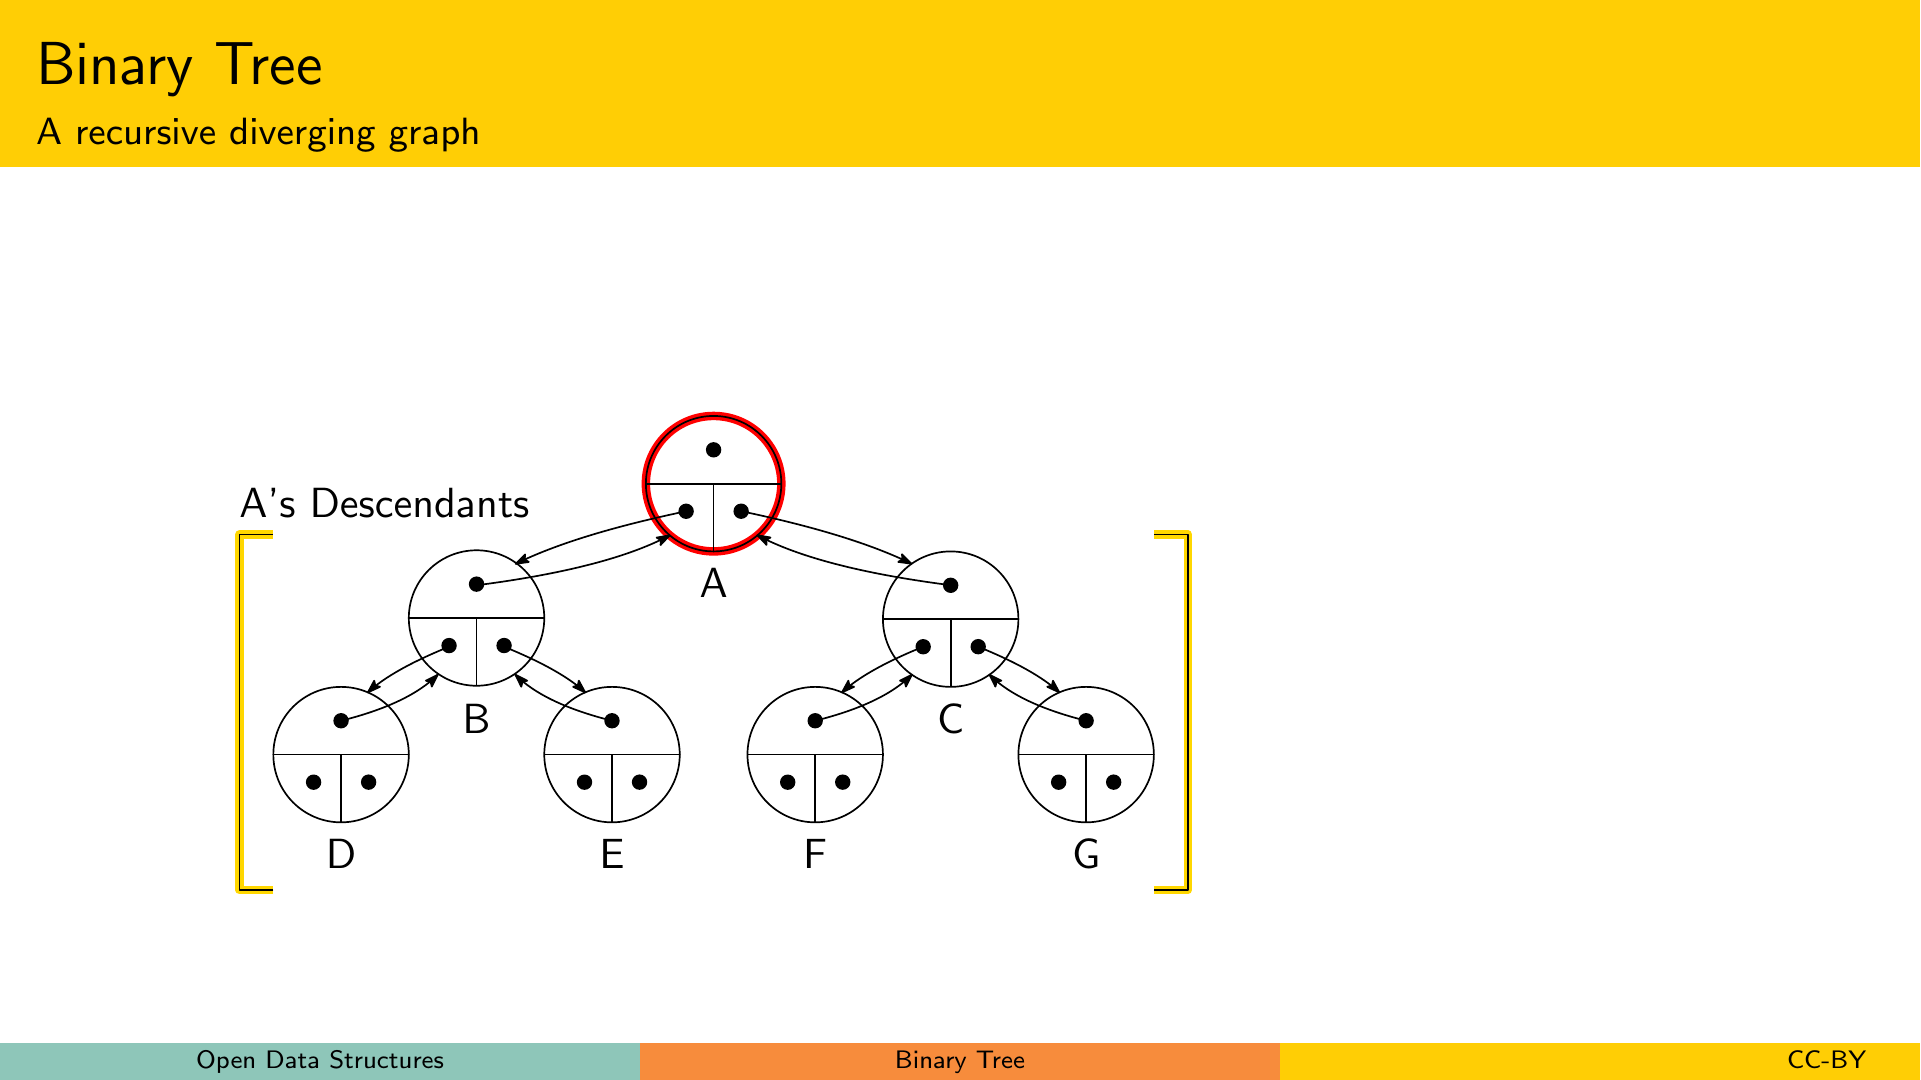 Binary Tree
A recursive diverging graph
A's Descendants
A
B
C
D
E
F
G
Open Data Structures
Binary Tree
CC-BY